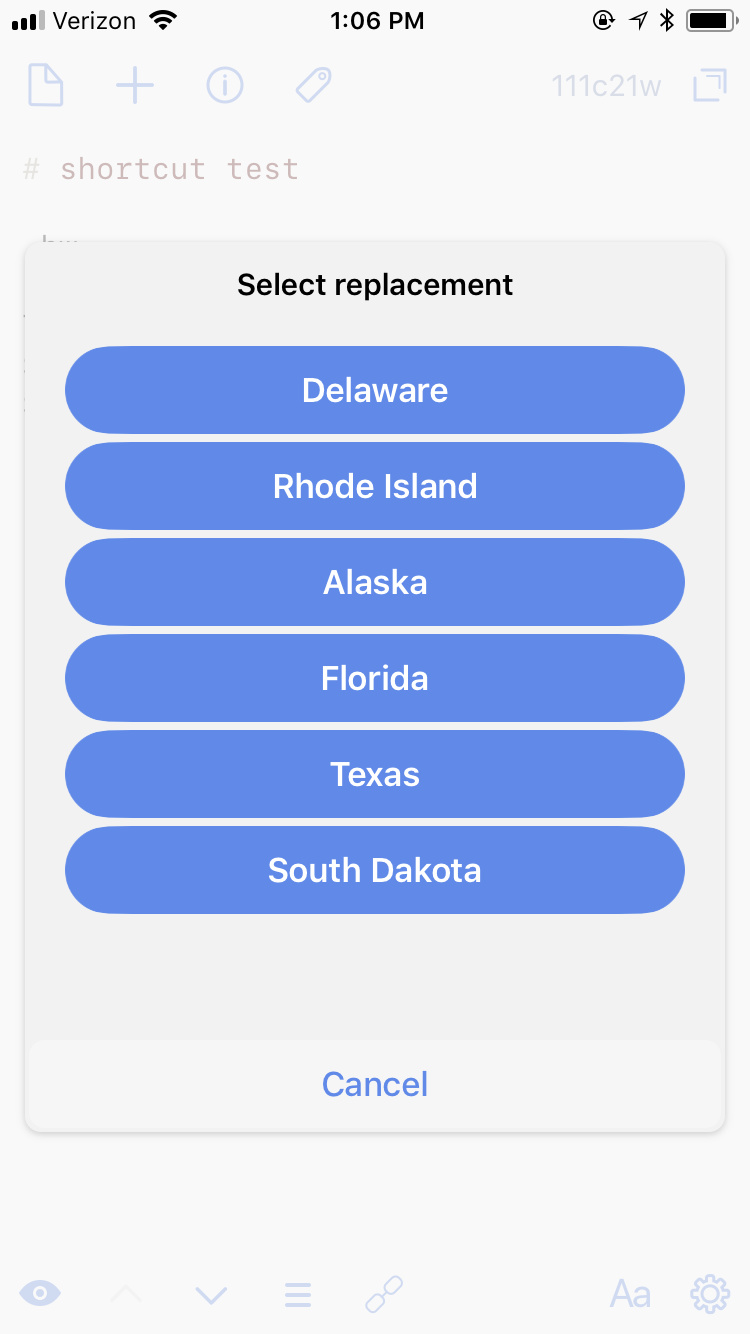 Verizon 1:06 PM
111c21w
# shortcut test
Select replacement
Delaware
Rhode Island
Alaska
Florida
Texas
South Dakota
Cancel
Aa